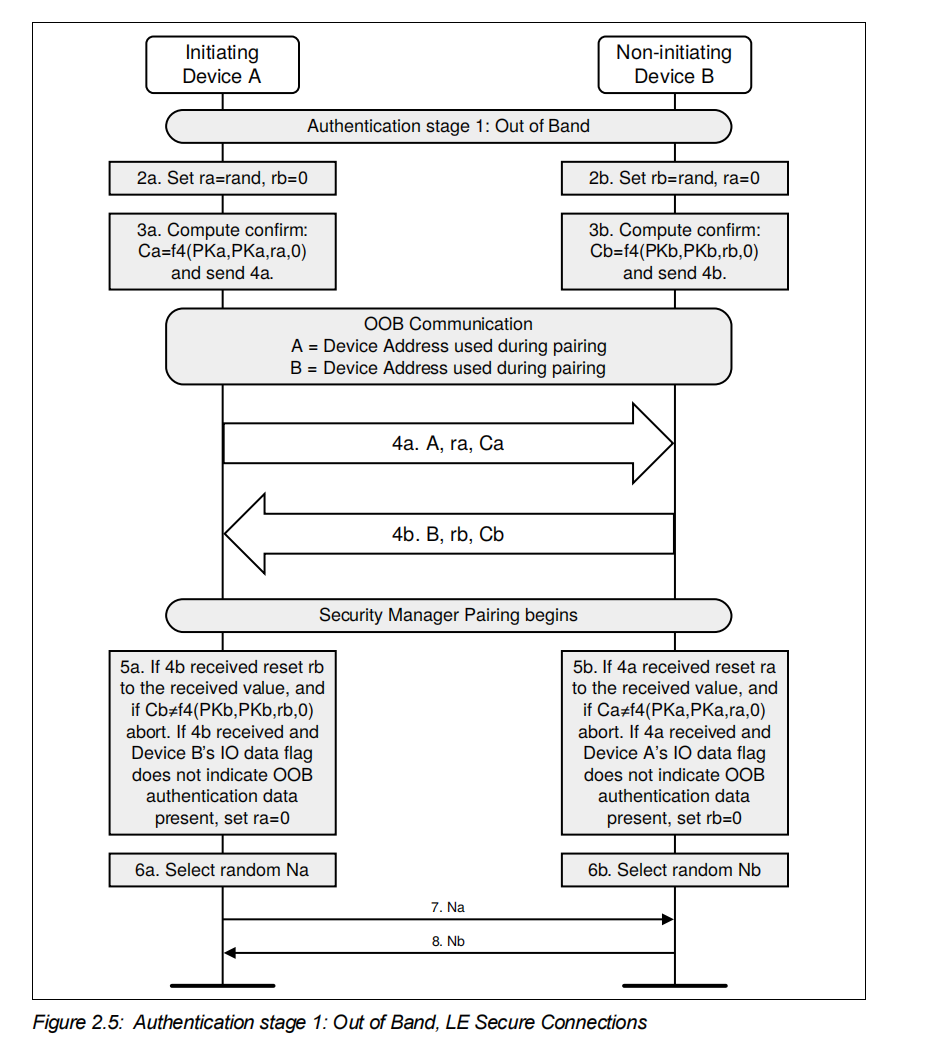 Initiating
Device A
Non-initiating
Device B
Authentication stage 1: Out of Band
2a. Set ra=rand, rb=0
2b. Set rb=rand, ra=0
3a. Compute confirm:
Ca=f4(PKa,PKa,ra,0)
and send 4a.
3b. Compute confirm:
Cb=f4(PKb,PKb,rb,0)
and send 4b.
OOB Communication
A = Device Address used during pairing
B = Device Address used during pairing
4a. A, ra, Ca
4b. B, rb, Cb
Security Manager Pairing begins
5a. If 4b received reset rb
to the received value, and
if Cb≠f4(PKb,PKb,rb,0)
abort. If 4b received and
Device B's IO data flag
does not indicate OOB
authentication data
present, set ra=0
5b. If 4a received reset ra
to the received value, and
if Ca≠f4(PKa,PKa,ra,0)
abort. If 4a received and
Device A's IO data flag
does not indicate OOB
authentication data
present, set rb=0
6a. Select random Na
6b. Select random Nb
7. Na
8. Nb
Figure 2.5: Authentication stage 1: Out of Band, LE Secure Connections